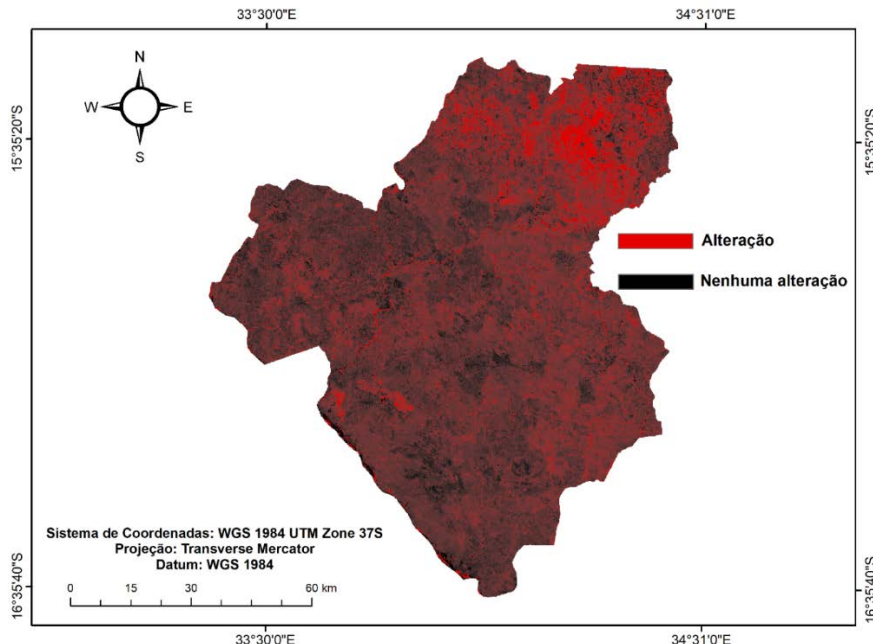 33°30'0"E 34°31'0"E
N
W E
S
15°35'20"S 15°35'20"S
Alteração
Nenhuma alteração
Sistema de Coordenadas: WGS 1984 UTM Zone 37S
Projeção: Transverse Mercator
Datum: WGS 1984
0 15 30 60 km
16°35'40"S 16°35'40"S
33°30'0"E 34°31'0"E